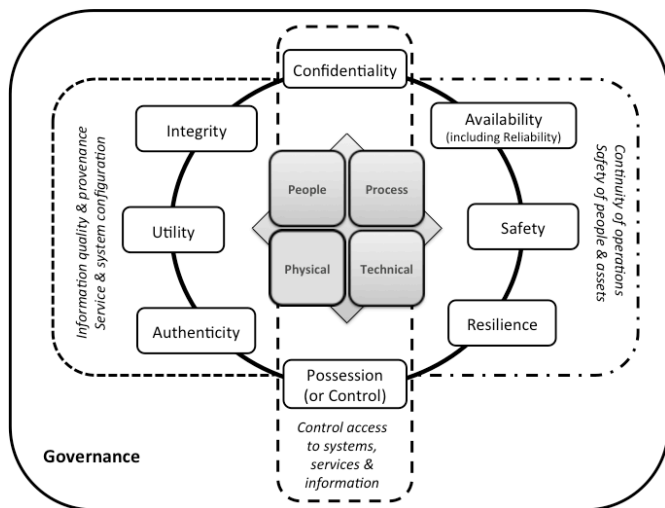 Confidentiality
Integrity
Availability
(including Reliability)
Information quality & provenance
Service & system configuration
People
Process
Continuity of operations
Safety of people & assets
Utility
Safety
Physical
Technical
Authenticity
Resilience
Possession
(or Control)
Control access
to systems,
services &
information
Governance